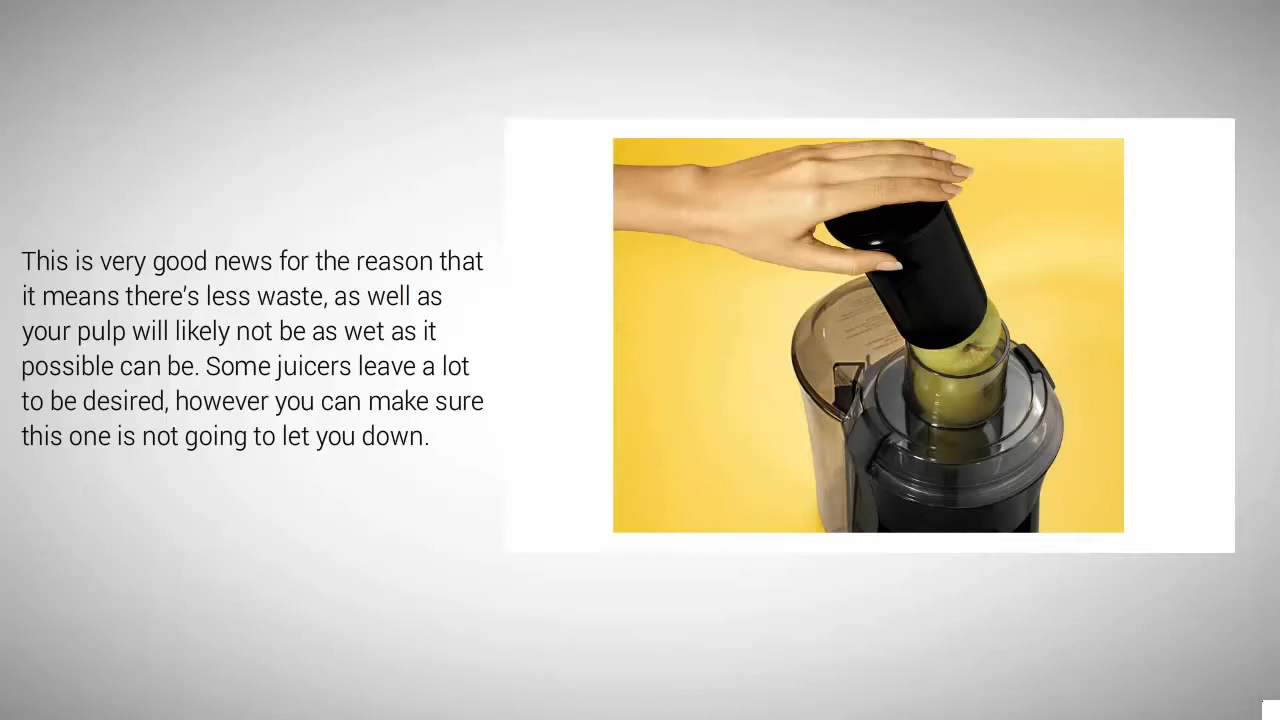 This is very good news for the reason that
it means there's less waste, as well as
your pulp will likely not be as wet as it
possible can be. Some juicers leave a lot
to be desired, however you can make sure
this one is not going to let you down.